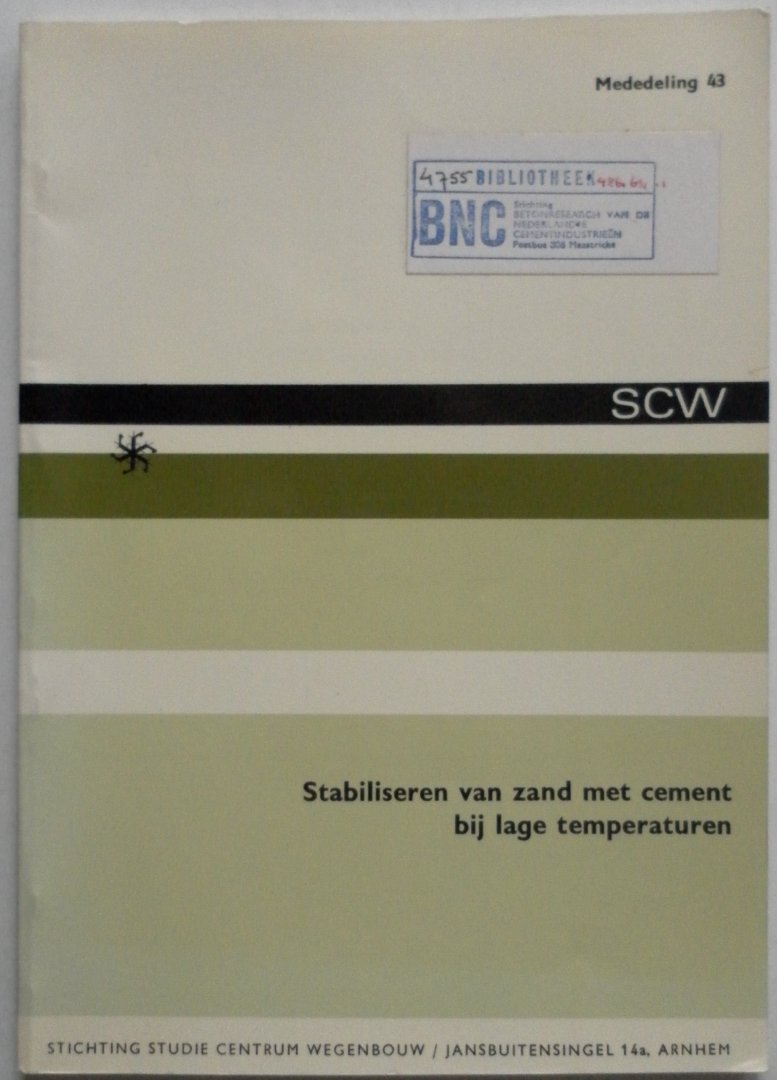 Mededeling 43
4755 BIBLIOTHEEK
BNC
Stichting
BETONRESEARCH VAN DE
NEDERLANDSE
CEMENTINDUSTRIEËN
Postbus 308 Maastricht
SCW
Stabiliseren van zand met cement
bij lage temperaturen
STICHTING STUDIE CENTRUM WEGENBOUW / JANSBUITENSINGEL 14a, ARNHEM